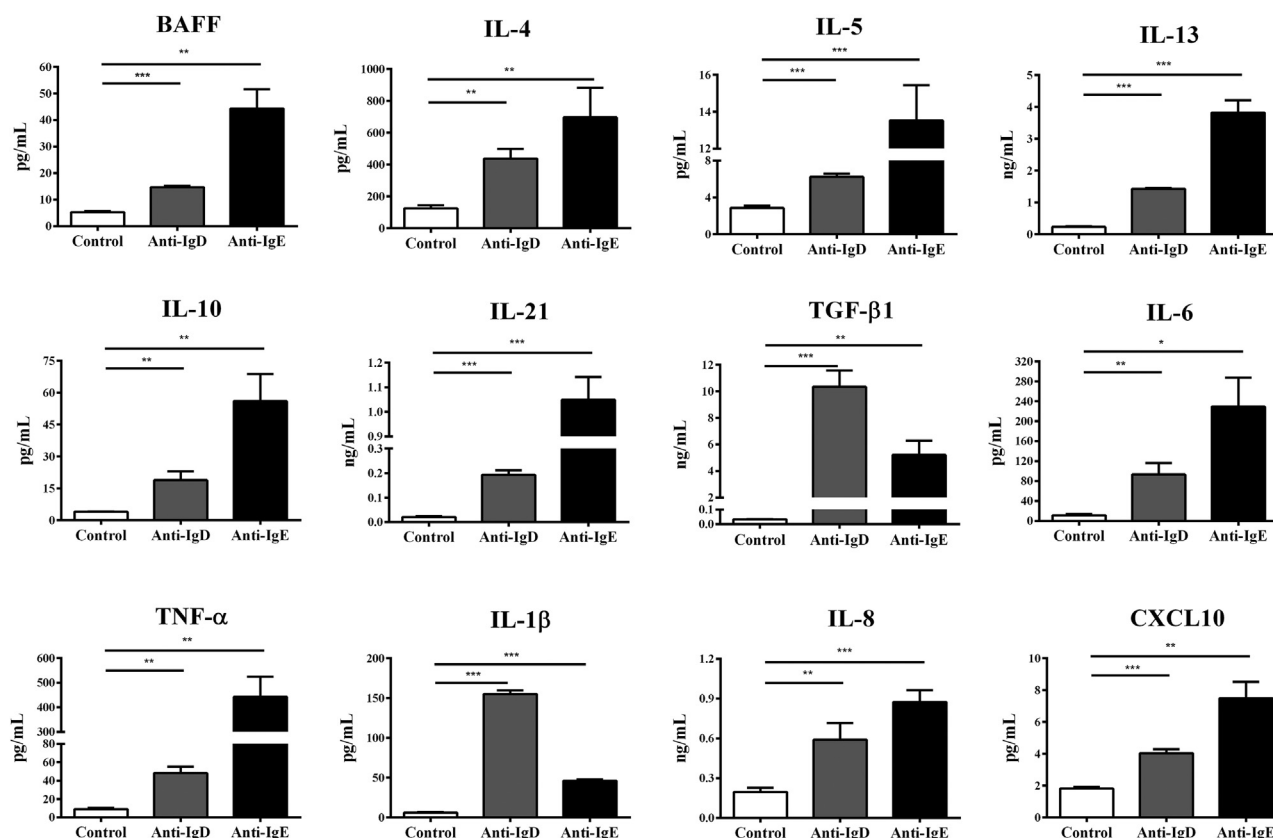 BAFF
**
***
pg/mL
60
50
40
30
20
10
0
Control Anti-IgD Anti-IgE
IL-4
**
**
pg/mL
1000
800
600
400
200
0
Control Anti-IgD Anti-IgE
IL-5
***
***
pg/mL
16
14
12
8
4
0
Control Anti-IgD Anti-IgE
IL-13
***
***
ng/mL
5
4
3
2
1
0
Control Anti-IgD Anti-IgE
IL-10
**
**
pg/mL
75
60
45
30
15
0
Control Anti-IgD Anti-IgE
IL-21
***
***
ng/mL
1.2
1.1
1.0
0.9
0.3
0.2
0.1
0.0
Control Anti-IgD Anti-IgE
TGF-β1
**
***
ng/mL
12
10
8
6
4
2
0.1
0.0
Control Anti-IgD Anti-IgE
IL-6
*
**
pg/mL
320
280
240
200
160
120
80
40
0
Control Anti-IgD Anti-IgE
TNF-α
**
**
pg/mL
600
500
400
300
80
60
40
20
0
Control Anti-IgD Anti-IgE
IL-1β
***
***
pg/mL
200
150
100
50
0
Control Anti-IgD Anti-IgE
IL-8
***
**
ng/mL
1.2
0.9
0.6
0.3
0.0
Control Anti-IgD Anti-IgE
CXCL10
**
***
pg/mL
10
8
6
4
2
0
Control Anti-IgD Anti-IgE